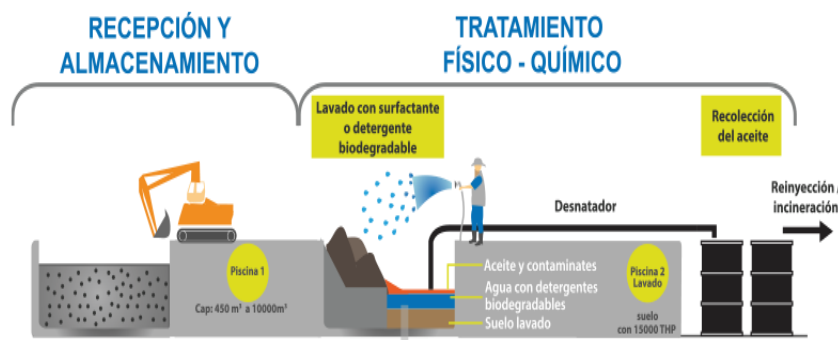 RECEPCIÓN Y
ALMACENAMIENTO
TRATAMIENTO
FÍSICO - QUÍMICO
Lavado con surfactante
o detergente
biodegradable
Recolección
del aceite
Reinyección /
incineración
Desnatador
Piscina 1
Cap: 450 m³ a 10000m³
Aceite y contaminates
Agua con detergentes
biodegradables
Suelo lavado
Piscina 2
Lavado
suelo
con 15000 THP